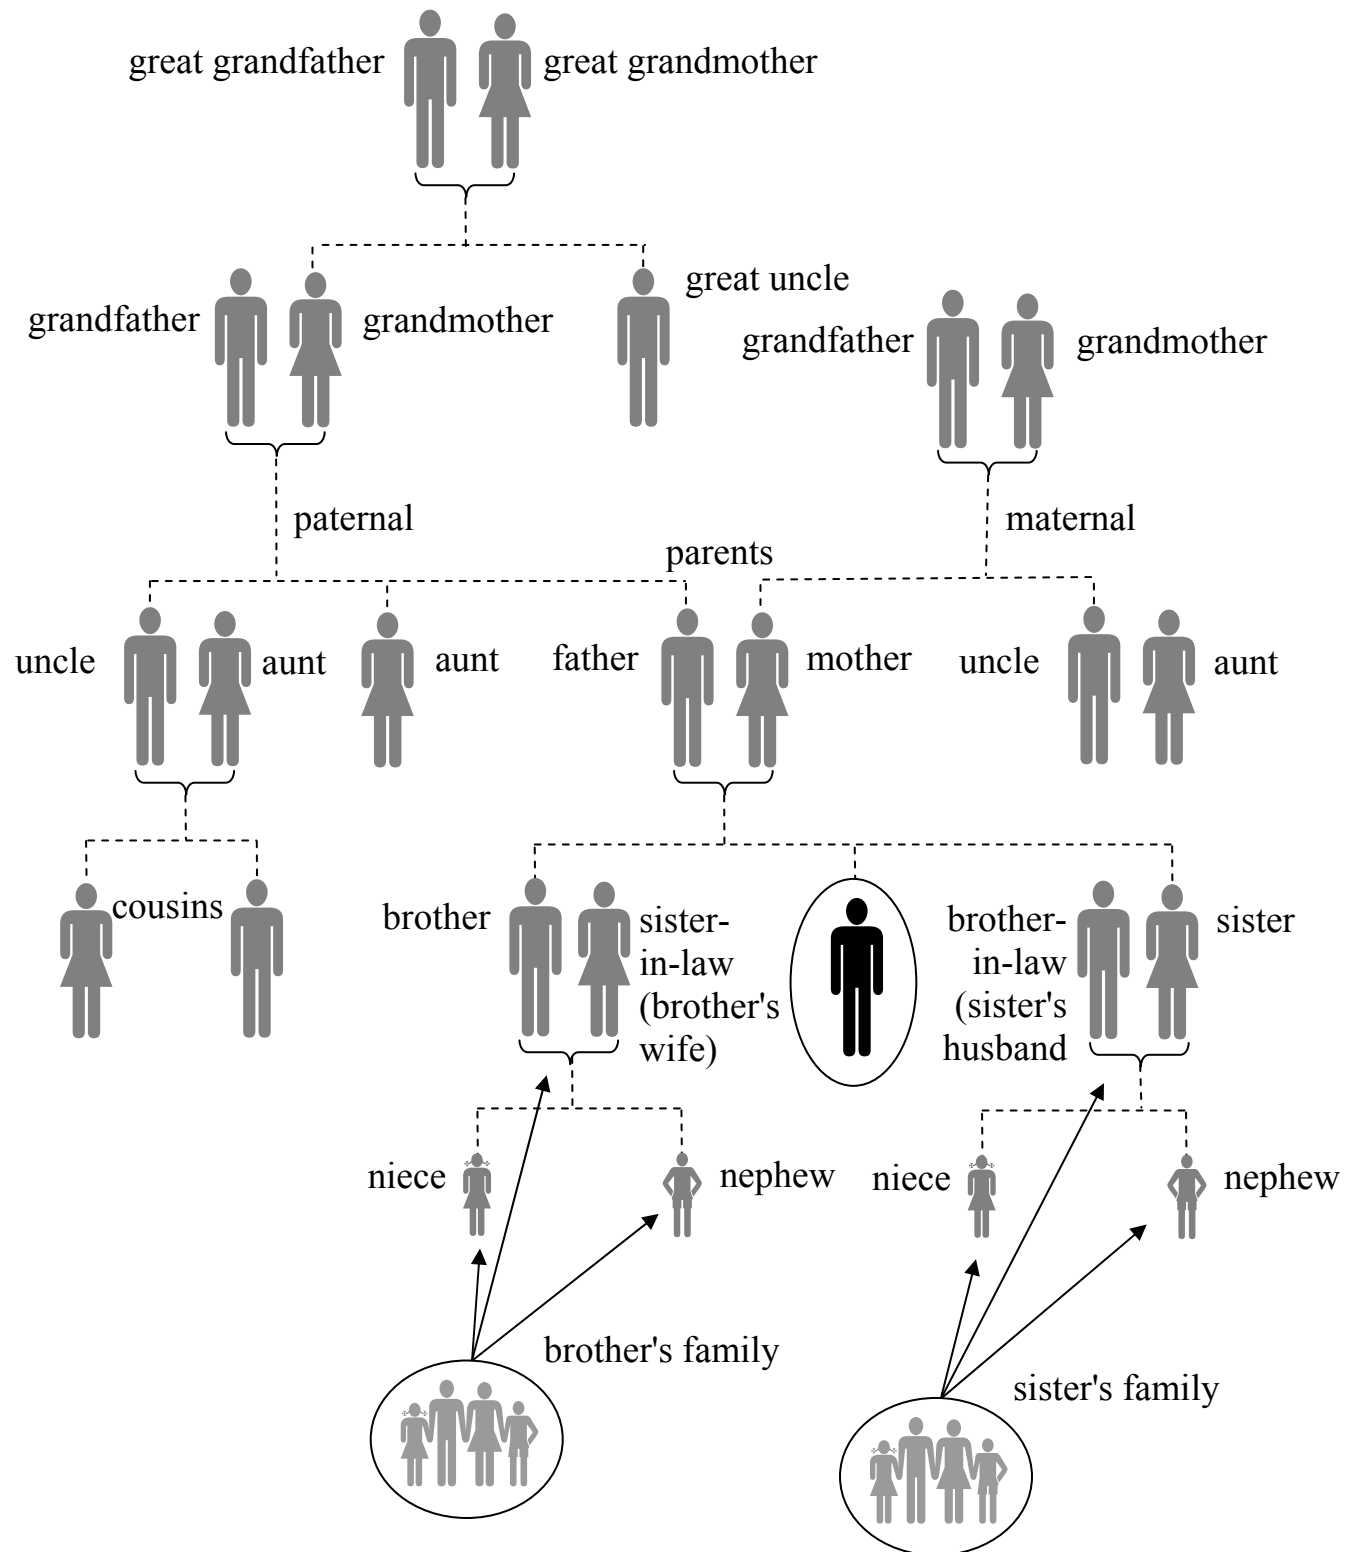 great grandfather
great grandmother
great uncle
grandfather
grandmother
grandfather
grandmother
paternal
maternal
parents
uncle
aunt
aunt
father
mother
uncle
aunt
cousins
brother
sister-
in-law
(brother's
wife)
brother-
in-law
(sister's
husband
sister
niece
nephew
niece
nephew
brother's family
sister's family